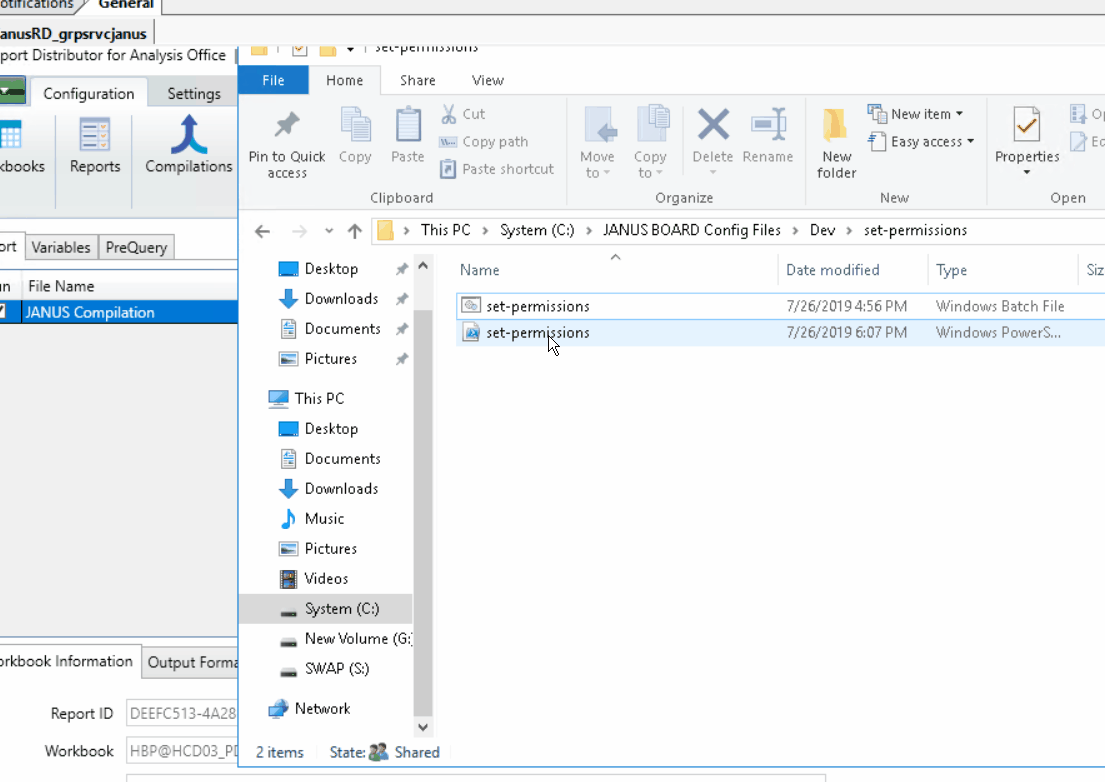 General
anusRD_grpsrvcjanus
port Distributor for Analysis Office
Configuration
Settings
kbooks
Reports
Compilations
ort
Variables
PreQuery
un
File Name
JANUS Compilation
orkbook Information
Output Forma
Report ID
DEEFC513-4A28
Workbook
HBP@HCD03_PD
set-permissions
File
Home
Share
View
Pin to Quick
access
Copy
Paste
Cut
Copy path
Paste shortcut
Clipboard
Move
to
Copy
to
Delete
Rename
Organize
New
folder
New item
Easy access
New
Properties
Op
Ed
Open
This PC
System (C:)
JANUS BOARD Config Files
Dev
set-permissions
Desktop
Downloads
Documents
Pictures
This PC
Desktop
Documents
Downloads
Music
Pictures
Videos
System (C:)
New Volume (G:)
SWAP (S:)
Network
Name
Date modified
Type
Siz
set-permissions
7/26/2019 4:56 PM
Windows Batch File
set-permissions
7/26/2019 6:07 PM
Windows PowerS...
2 items
State:
Shared